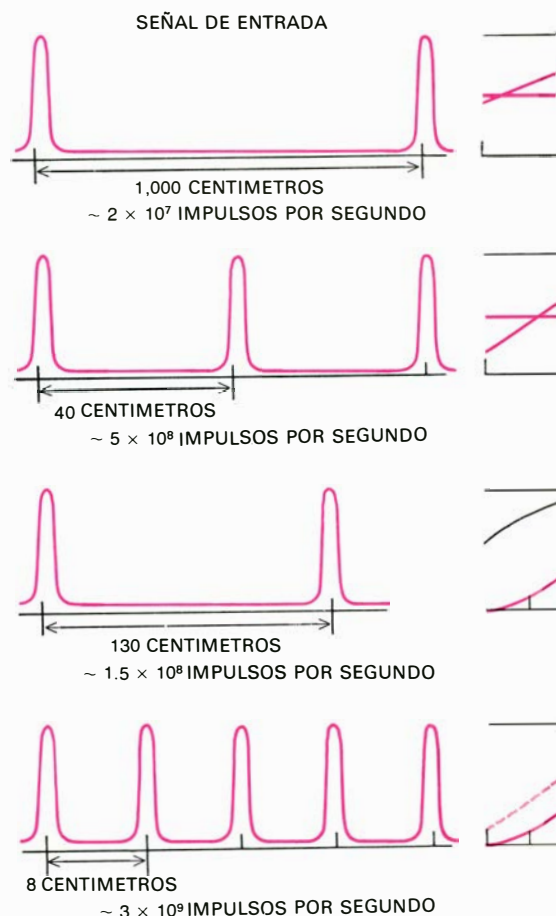 SEÑAL DE ENTRADA
1,000 CENTIMETROS
~ 2 × 10⁷ IMPULSOS POR SEGUNDO
40 CENTIMETROS
~ 5 × 10⁸ IMPULSOS POR SEGUNDO
130 CENTIMETROS
~ 1.5 × 10⁸ IMPULSOS POR SEGUNDO
8 CENTIMETROS
~ 3 × 10⁹ IMPULSOS POR SEGUNDO